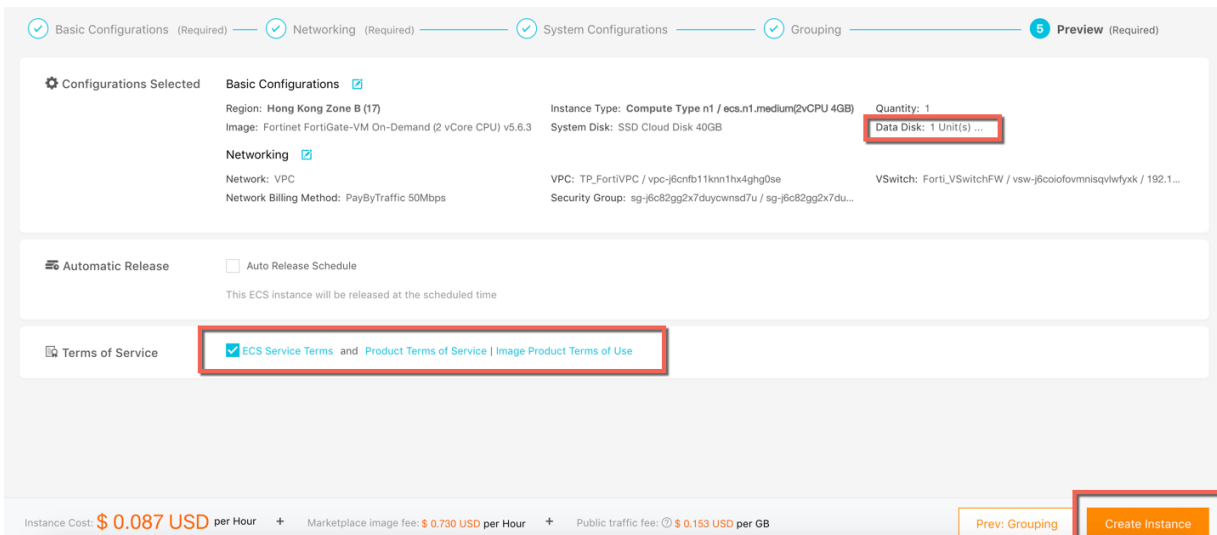 Basic Configurations (Required) Networking (Required) System Configurations Grouping 5 Preview (Required)
Configurations Selected Basic Configurations
Region: Hong Kong Zone B (17) Instance Type: Compute Type n1 / ecs.n1.medium(2vCPU 4GB) Quantity: 1
Image: Fortinet FortiGate-VM On-Demand (2 vCore CPU) v5.6.3 System Disk: SSD Cloud Disk 40GB Data Disk: 1 Unit(s) ...
Networking
Network: VPC VPC: TP_FortiVPC / vpc-j6cnfb11knn1hx4ghg0se VSwitch: Forti_VSwitchFW / vsw-j6coiofovmnisqvlwfyxk / 192.1...
Network Billing Method: PayByTraffic 50Mbps Security Group: sg-j6c82gg2x7duycwnsd7u / sg-j6c82gg2x7du...
Automatic Release Auto Release Schedule
This ECS instance will be released at the scheduled time
Terms of Service ECS Service Terms and Product Terms of Service | Image Product Terms of Use
Instance Cost: $ 0.087 USD per Hour + Marketplace image fee: $ 0.730 USD per Hour + Public traffic fee: ? $ 0.153 USD per GB Prev: Grouping Create Instance